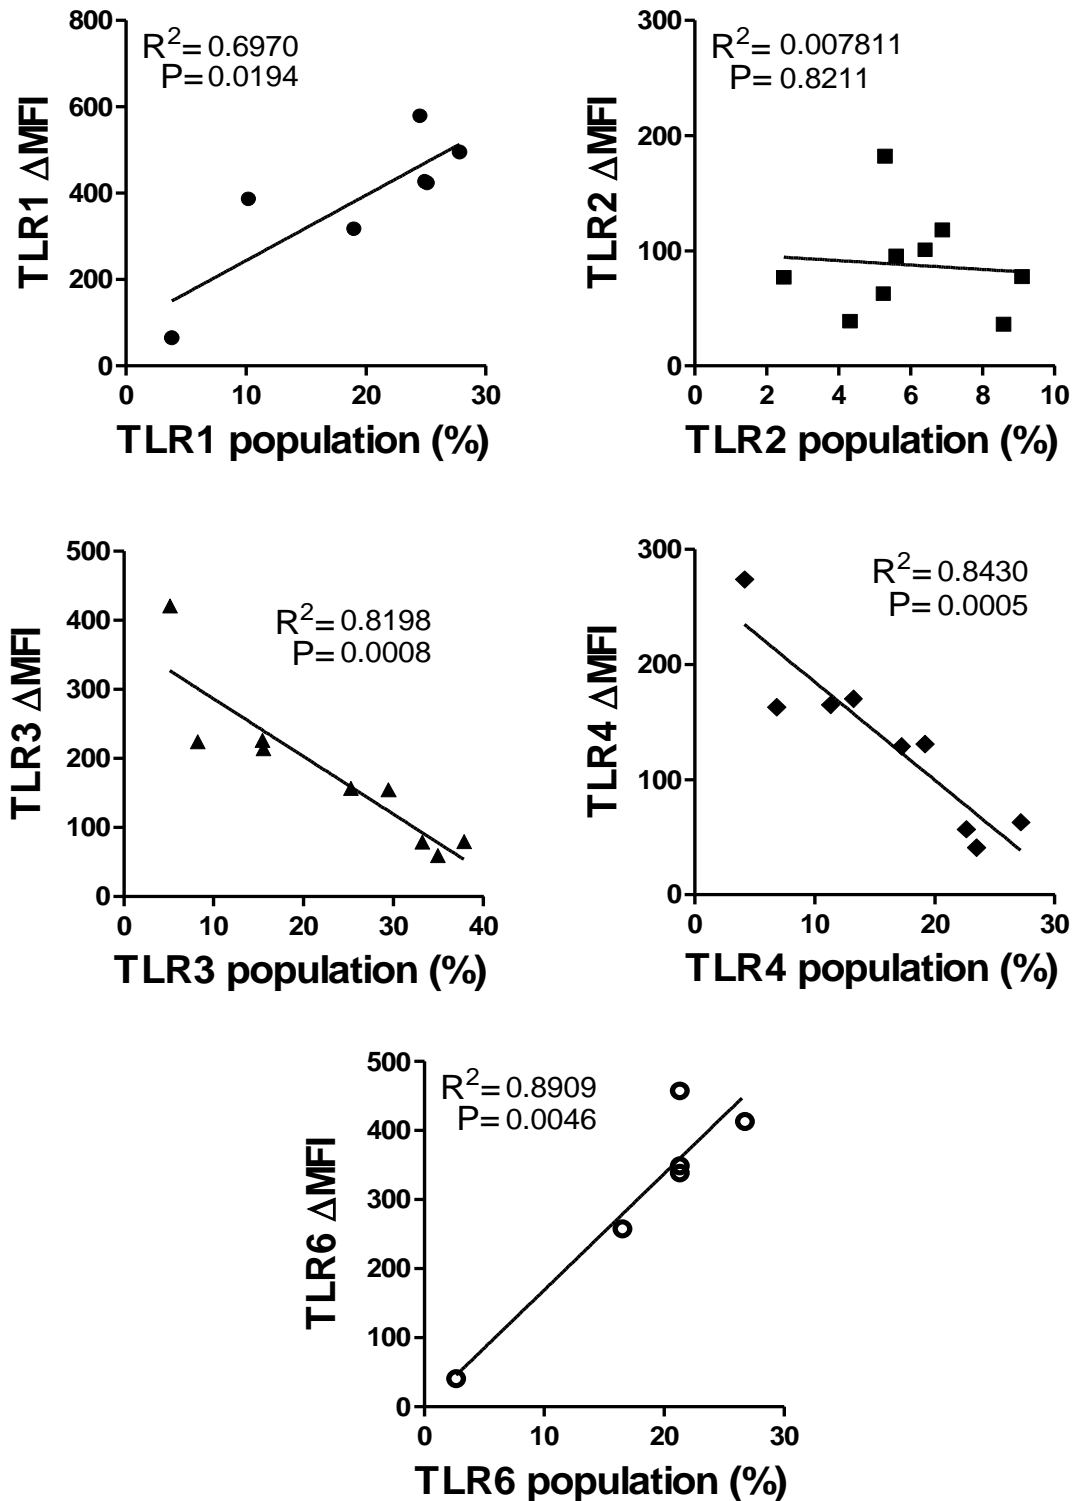 TLR1 ΔMFI
800
600
400
200
0
R²= 0.6970
P= 0.0194
0 10 20 30
TLR1 population (%)
TLR2 ΔMFI
300
200
100
0
R²= 0.007811
P= 0.8211
0 2 4 6 8 10
TLR2 population (%)
TLR3 ΔMFI
500
400
300
200
100
0
R²= 0.8198
P= 0.0008
0 10 20 30 40
TLR3 population (%)
TLR4 ΔMFI
300
200
100
0
R²= 0.8430
P= 0.0005
0 10 20 30
TLR4 population (%)
TLR6 ΔMFI
500
400
300
200
100
0
R²= 0.8909
P= 0.0046
0 10 20 30
TLR6 population (%)